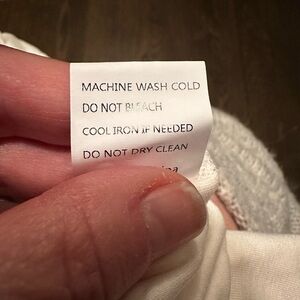 MACHINE WASH COLD
DO NOT BLEACH
COOL IRON IF NEEDED
DO NOT DRY CLEAN